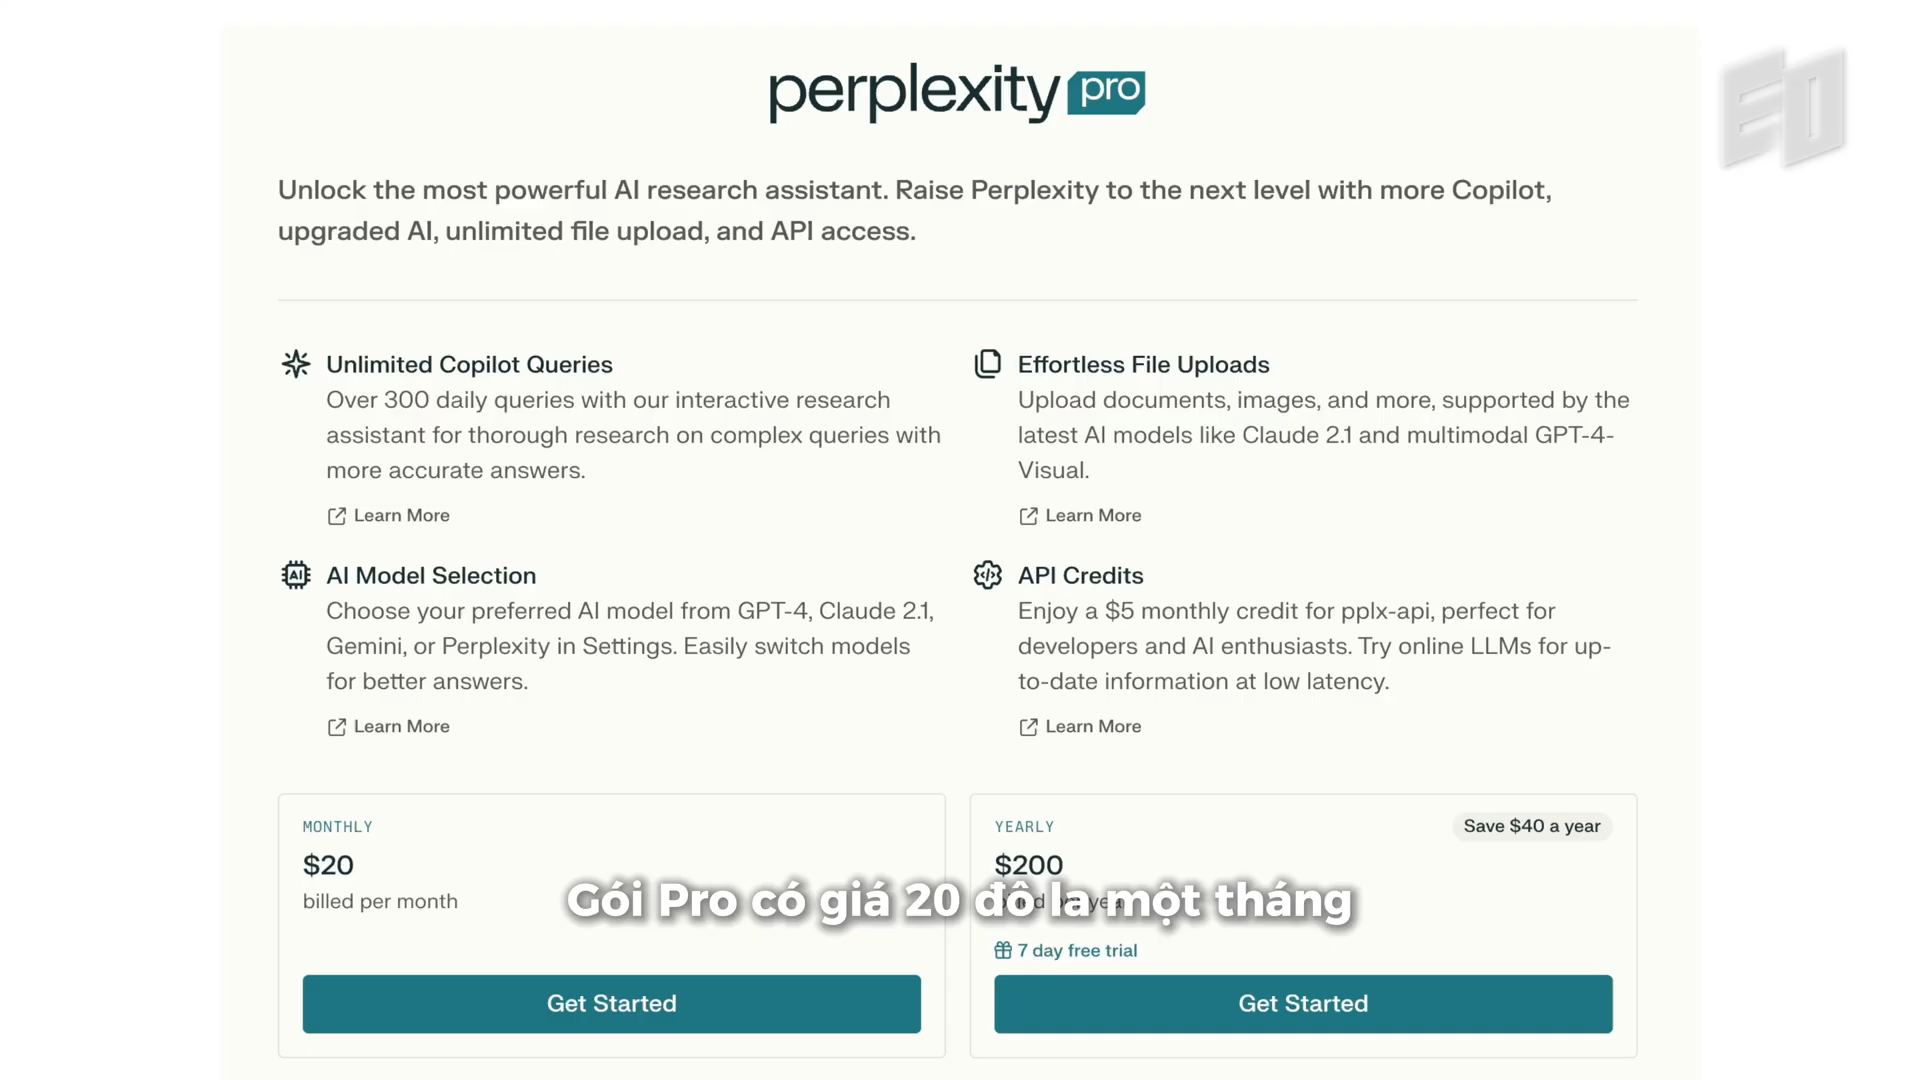 perplexity pro
EO
Unlock the most powerful AI research assistant. Raise Perplexity to the next level with more Copilot,
upgraded AI, unlimited file upload, and API access.
Unlimited Copilot Queries
Over 300 daily queries with our interactive research
assistant for thorough research on complex queries with
more accurate answers.
Learn More
Effortless File Uploads
Upload documents, images, and more, supported by the
latest AI models like Claude 2.1 and multimodal GPT-4-
Visual.
Learn More
AI Model Selection
Choose your preferred AI model from GPT-4, Claude 2.1,
Gemini, or Perplexity in Settings. Easily switch models
for better answers.
Learn More
API Credits
Enjoy a $5 monthly credit for pplx-api, perfect for
developers and AI enthusiasts. Try online LLMs for up-
to-date information at low latency.
Learn More
MONTHLY
$20
billed per month
Get Started
YEARLY
Save $40 a year
$200
7 day free trial
Get Started
Gói Pro có giá 20 đô la một tháng